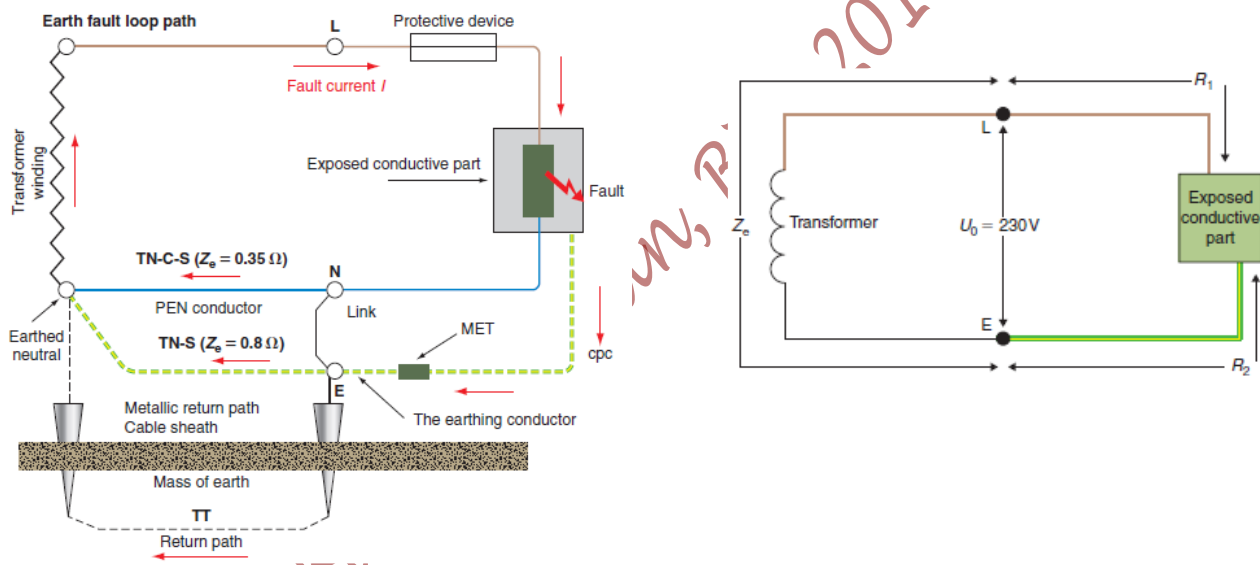 Earth fault loop path
L
Protective device
Fault current I
Transformer
winding
Exposed conductive part
Fault
TN-C-S (Zₑ = 0.35 Ω)
N
PEN conductor
Link
Earthed
neutral
TN-S (Zₑ = 0.8 Ω)
MET
cpc
E
The earthing conductor
Metallic return path
Cable sheath
Mass of earth
TT
Return path
R₁
L
Exposed
conductive
part
Transformer
Zₑ
U₀ = 230 V
E
R₂